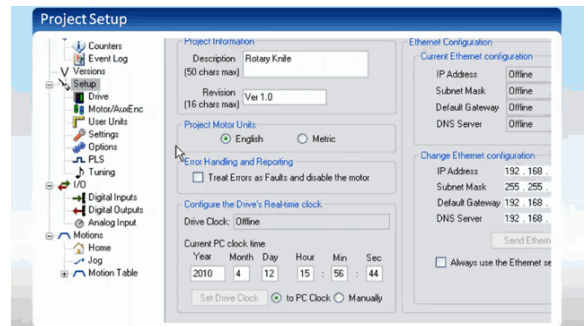 Project Setup
Counters
Event Log
Versions
Setup
Drive
Motor/AuxEnc
User Units
Settings
Options
PLS
Tuning
I/O
Digital Inputs
Digital Outputs
Analog Input
Motions
Home
Jog
Motion Table
Project Information
Description Rotary Knife
(50 chars max)
Revision Ver 1.0
(16 chars max)
Project Motor Units
English Metric
Error Handling and Reporting
Treat Errors as Faults and disable the motor
Configure the Drive's Real-time clock
Drive Clock: Offline
Current PC clock time
Year Month Day Hour Min Sec
2010 4 12 15 : 56 : 44
Set Drive Clock to PC Clock Manually
Ethernet Configuration
Current Ethernet configuration
IP Address Offline
Subnet Mask Offline
Default Gateway Offline
DNS Server Offline
Change Ethernet configuration
IP Address 192 . 168 .
Subnet Mask 255 . 255 .
Default Gateway 192 . 168 .
DNS Server 192 . 168 .
Send Ethern
Always use the Ethernet se